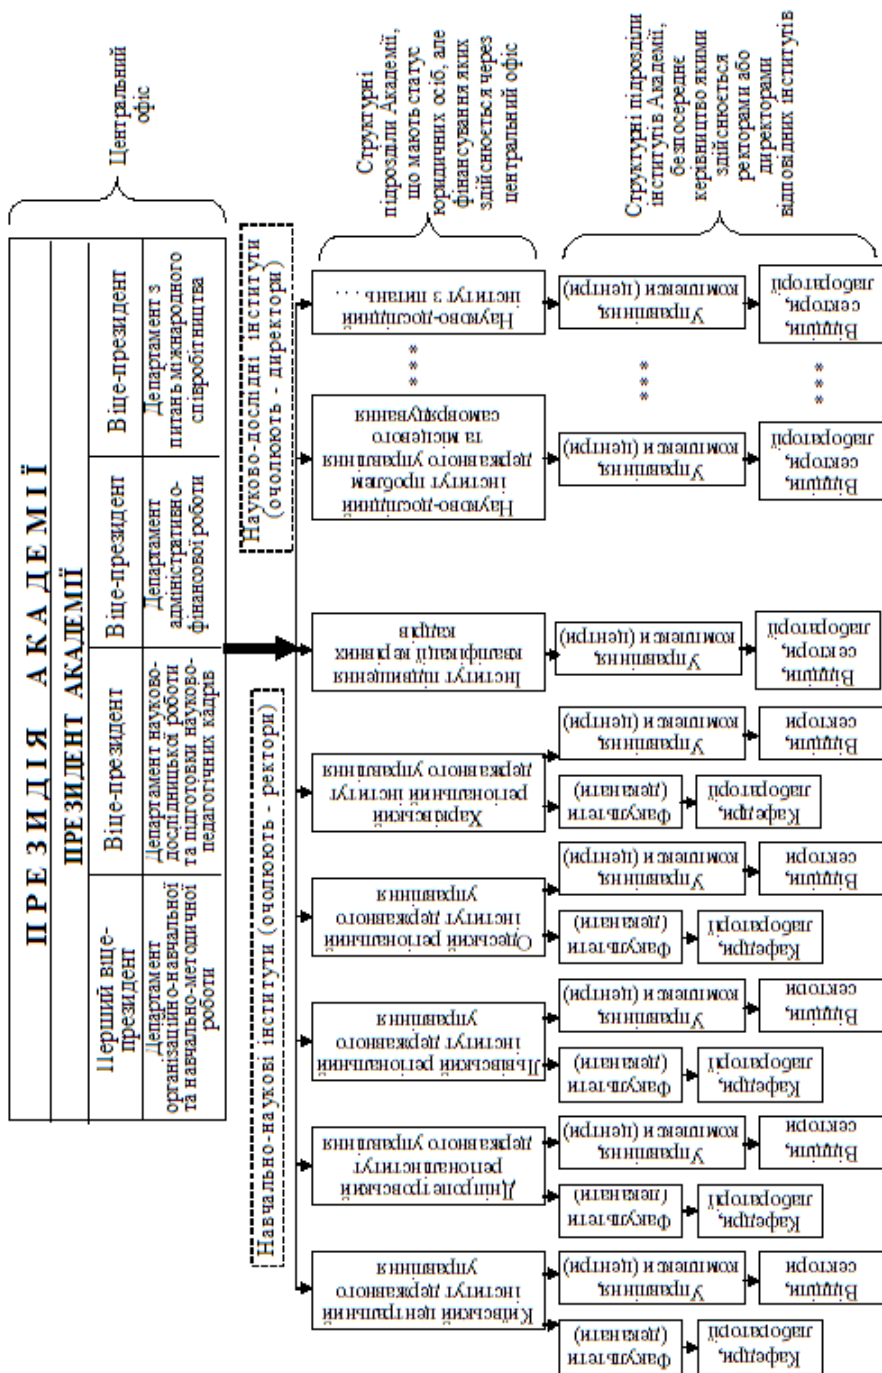 ПРЕЗИДІЯ АКАДЕМІЇ
ПРЕЗИДЕНТ АКАДЕМІЇ
Перший віце-
президент
Віце-президент
Віце-президент
Віце-президент
Департамент
організаційно-навчальної
та навчально-методичної
роботи
Департамент науково-
дослідницької роботи
та підготовки науково-
педагогічних кадрів
Департамент
адміністративно-
фінансової роботи
Департамент з
питань міжнародного
співробітництва
Центральний
офіс
Навчально-наукові інститути (очолюють - ректори)
Науково-дослідні інститути
(очолюють - директори)
Київський центральний
інститут державного
управління
Дніпропетровський
регіналінститут
державного управління
Львівський регіональний
інститут державного
управління
Одеський регіональний
інститут державного
управління
Харківський
регіональний інститут
державного управління
Інститут підвищення
кваліфікації керівних
кадрів
Науково-дослідний
інститут проблем
державного управління
та місцевого
самоврядування
***
Науково-дослідний
інститут з питань
. . .
Структурні
підрозділи Академії,
що мають статус
юридичних осіб, але
фінансування яких
здійснюється через
центральний офіс
Факультети
(деканати)
Управління,
комплекси (центри)
Факультети
(деканати)
Управління,
комплекси (центри)
Факультети
(деканати)
Управління,
комплекси (центри)
Факультети
(деканати)
Управління,
комплекси (центри)
Факультети
(деканати)
Управління,
комплекси (центри)
Управління,
комплекси (центри)
Управління,
комплекси (центри)
***
Управління,
комплекси (центри)
Кафедри,
лабораторії
Відділи,
сектори
Кафедри,
лабораторії
Відділи,
сектори
Кафедри,
лабораторії
Відділи,
сектори
Кафедри,
лабораторії
Відділи,
сектори
Кафедри,
лабораторії
Відділи,
сектори
Відділи,
сектори,
лабораторії
Відділи,
сектори,
лабораторії
***
Відділи,
сектори,
лабораторії
Структурні підрозділи
інститутів Академії,
безпосереднє
керівництво якими
здійснюється
ректорами або
директорами
відповідних інститутів